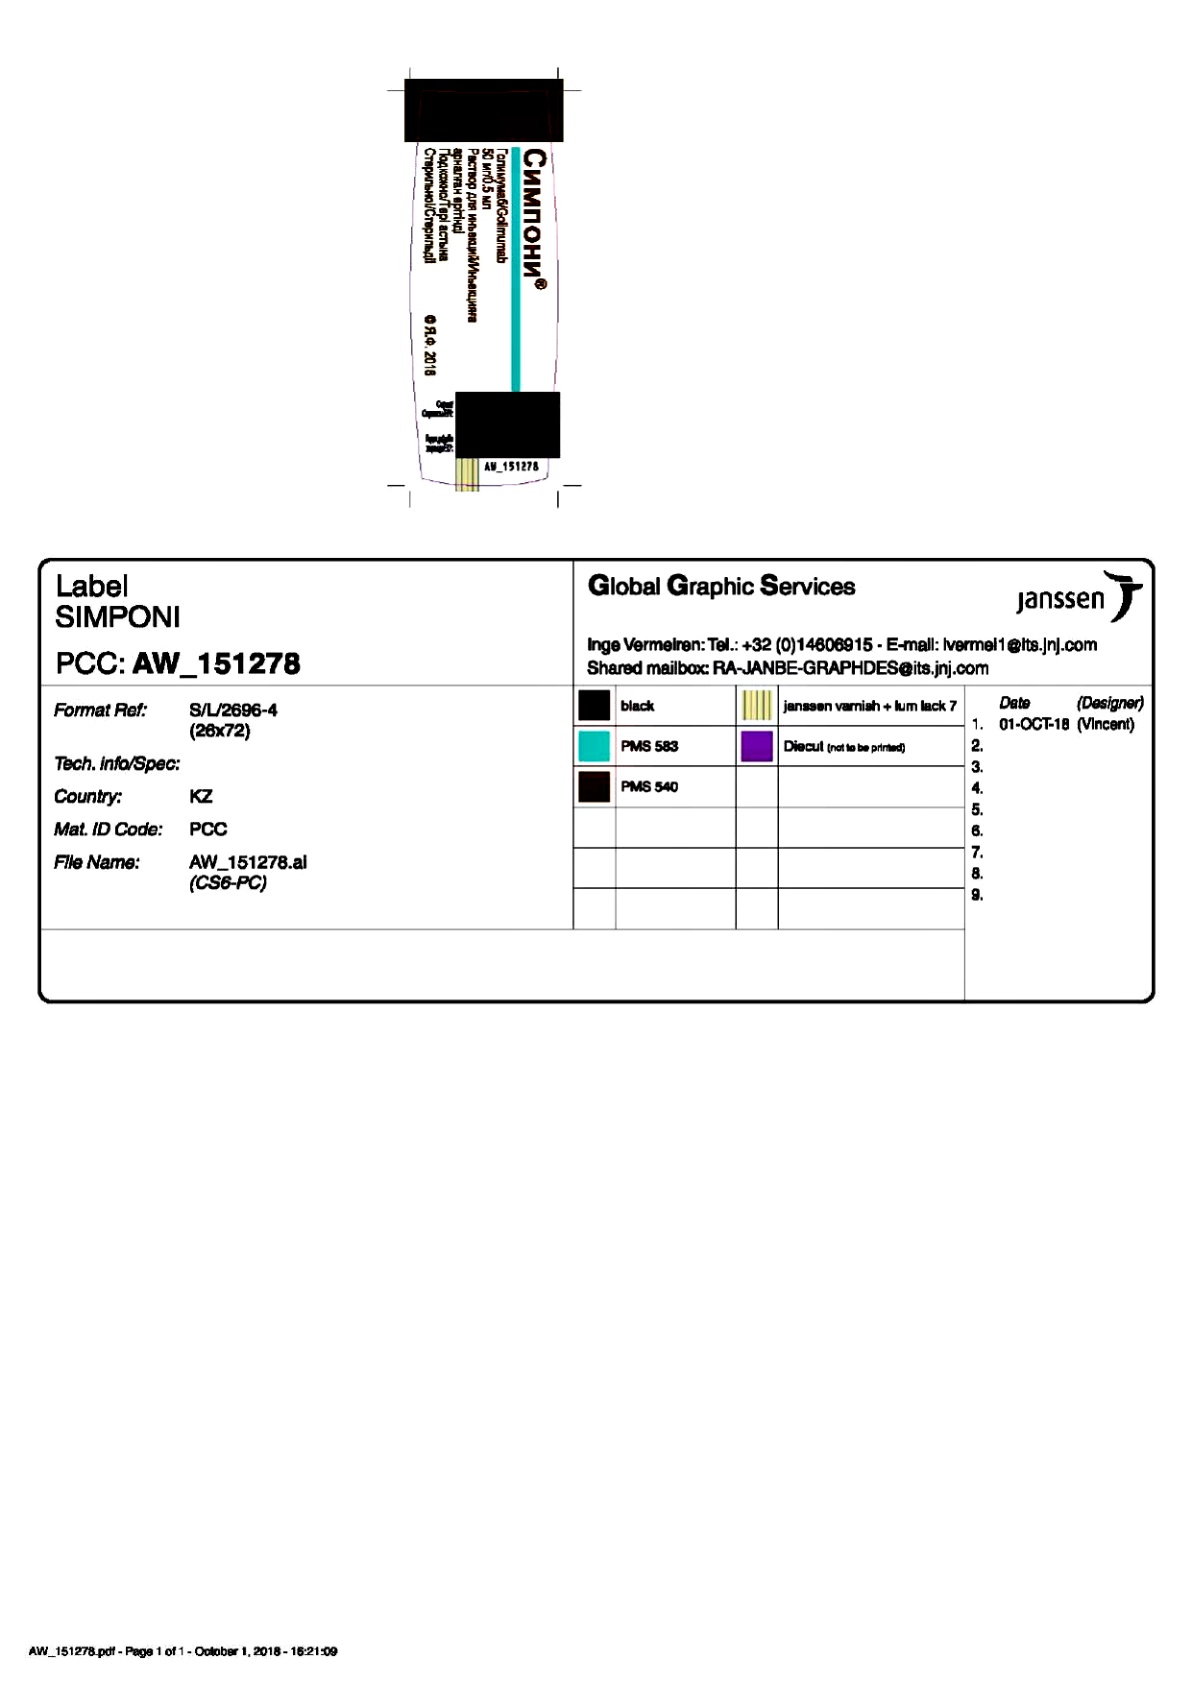 Симпони®
Голимумаб/Golimumab
50 мг/0,5 мл
Раствор для инъекций/Инъекцияға
арналған ерітінді
Подкожно/Тері астына
Стерильно!/Стерильді!
© Я.Ф. 2018
AW_151278
Label
SIMPONI
PCC: AW_151278
Global Graphic Services
janssen
Inge Vermeiren: Tel.: +32 (0)14606915 - E-mail: ivermei1@its.jnj.com
Shared mailbox: RA-JANBE-GRAPHDES@its.jnj.com
Format Ref: S/L/2696-4
(26x72)
Tech. info/Spec:
Country: KZ
Mat. ID Code: PCC
File Name: AW_151278.ai
(CS6-PC)
black
janssen varnish + lum lack 7
PMS 583
Diecut (not to be printed)
PMS 540
Date (Designer)
1. 01-OCT-18 (Vincent)
2.
3.
4.
5.
6.
7.
8.
9.
AW_151278.pdf - Page 1 of 1 - October 1, 2018 - 15:21:09